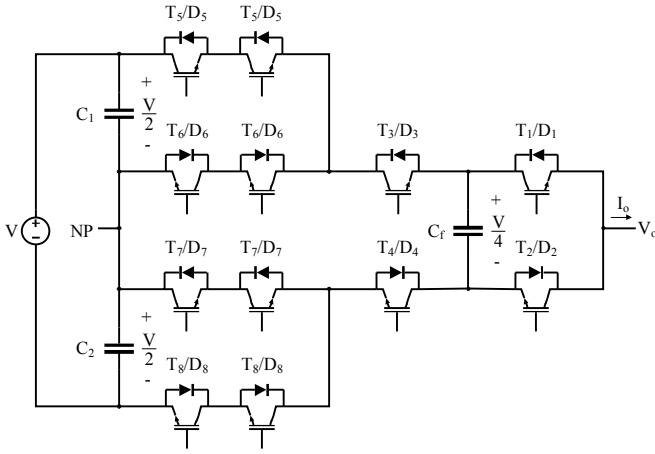 T5/D5 T5/D5
+
C1 V/2
-
T6/D6 T6/D6 T3/D3 T1/D1
V + - NP
+
Cf V/4
-
Io
Vo
T7/D7 T7/D7 T4/D4 T2/D2
+
C2 V/2
-
T8/D8 T8/D8